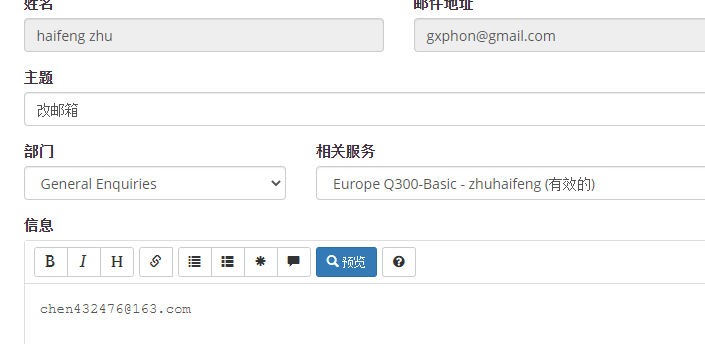 姓名 邮件地址
haifeng zhu gxphon@gmail.com
主题
改邮箱
部门 相关服务
General Enquiries Europe Q300-Basic - zhuhaifeng (有效的)
信息
B I H 预览
chen432476@163.com